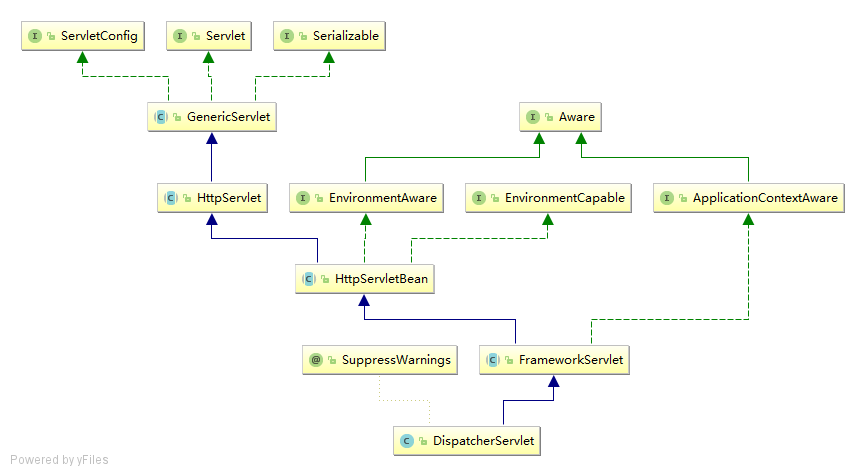 ServletConfig
Servlet
Serializable
GenericServlet
Aware
HttpServlet
EnvironmentAware
EnvironmentCapable
ApplicationContextAware
HttpServletBean
SuppressWarnings
FrameworkServlet
DispatcherServlet
Powered by yFiles